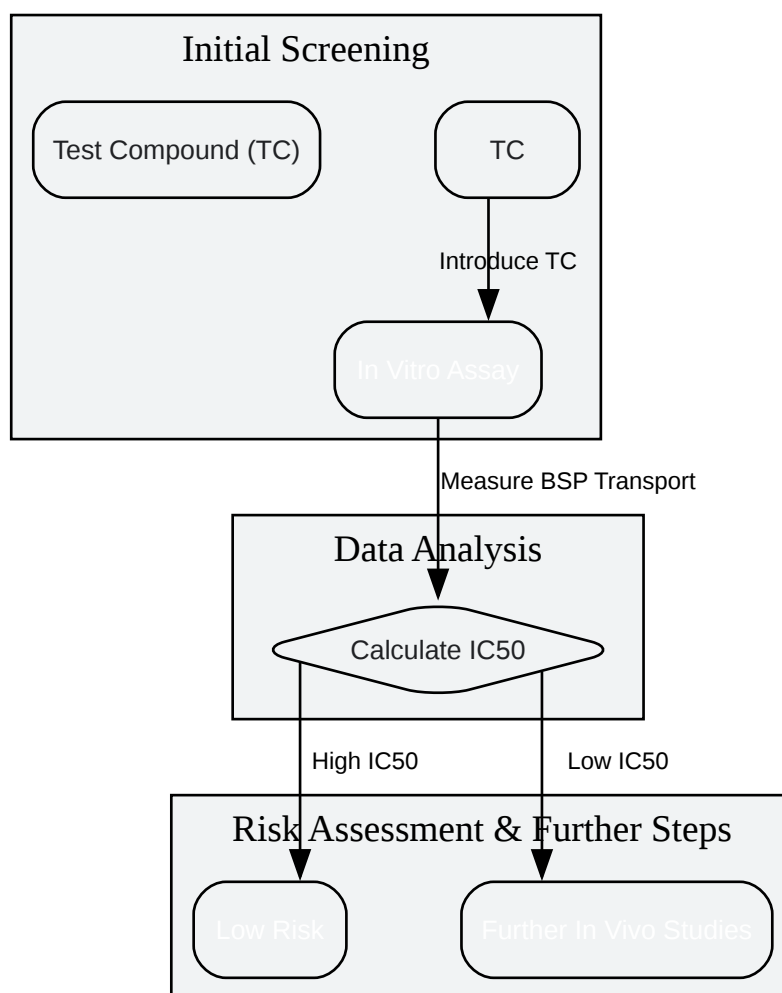 Initial Screening
Test Compound (TC)
TC
Introduce TC
In Vitro Assay
Measure BSP Transport
Data Analysis
Calculate IC50
High IC50
Low IC50
Risk Assessment & Further Steps
Low Risk
Further In Vivo Studies